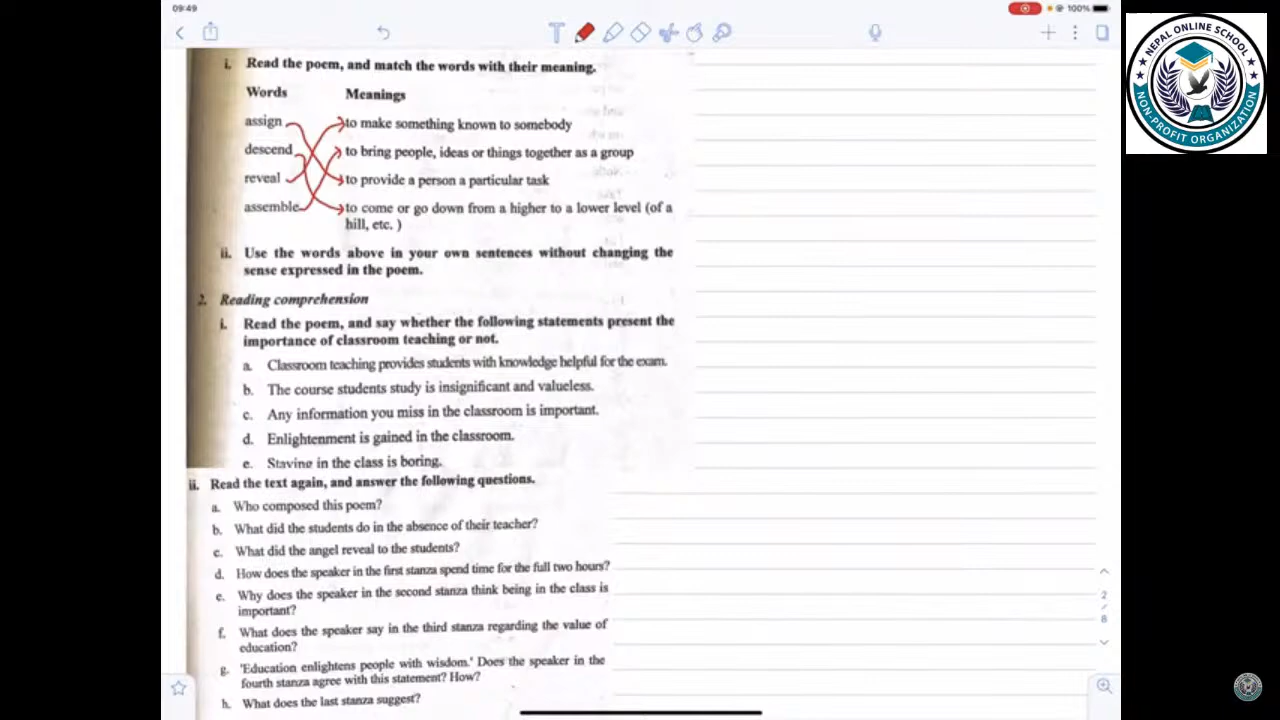 09:49
100%
T
i. Read the poem, and match the words with their meaning.
Words Meanings
assign to make something known to somebody
descend to bring people, ideas or things together as a group
reveal to provide a person a particular task
assemble to come or go down from a higher to a lower level (of a
hill, etc. )
ii. Use the words above in your own sentences without changing the
sense expressed in the poem.
2. Reading comprehension
i. Read the poem, and say whether the following statements present the
importance of classroom teaching or not.
a. Classroom teaching provides students with knowledge helpful for the exam.
b. The course students study is insignificant and valueless.
c. Any information you miss in the classroom is important.
d. Enlightenment is gained in the classroom.
e. Staying in the class is boring.
ii. Read the text again, and answer the following questions.
a. Who composed this poem?
b. What did the students do in the absence of their teacher?
c. What did the angel reveal to the students?
d. How does the speaker in the first stanza spend time for the full two hours?
e. Why does the speaker in the second stanza think being in the class is
important?
f. What does the speaker say in the third stanza regarding the value of
education?
g. 'Education enlightens people with wisdom.' Does the speaker in the
fourth stanza agree with this statement? How?
h. What does the last stanza suggest?
2
/
8
NEPAL ONLINE SCHOOL
NON-PROFIT ORGANIZATION